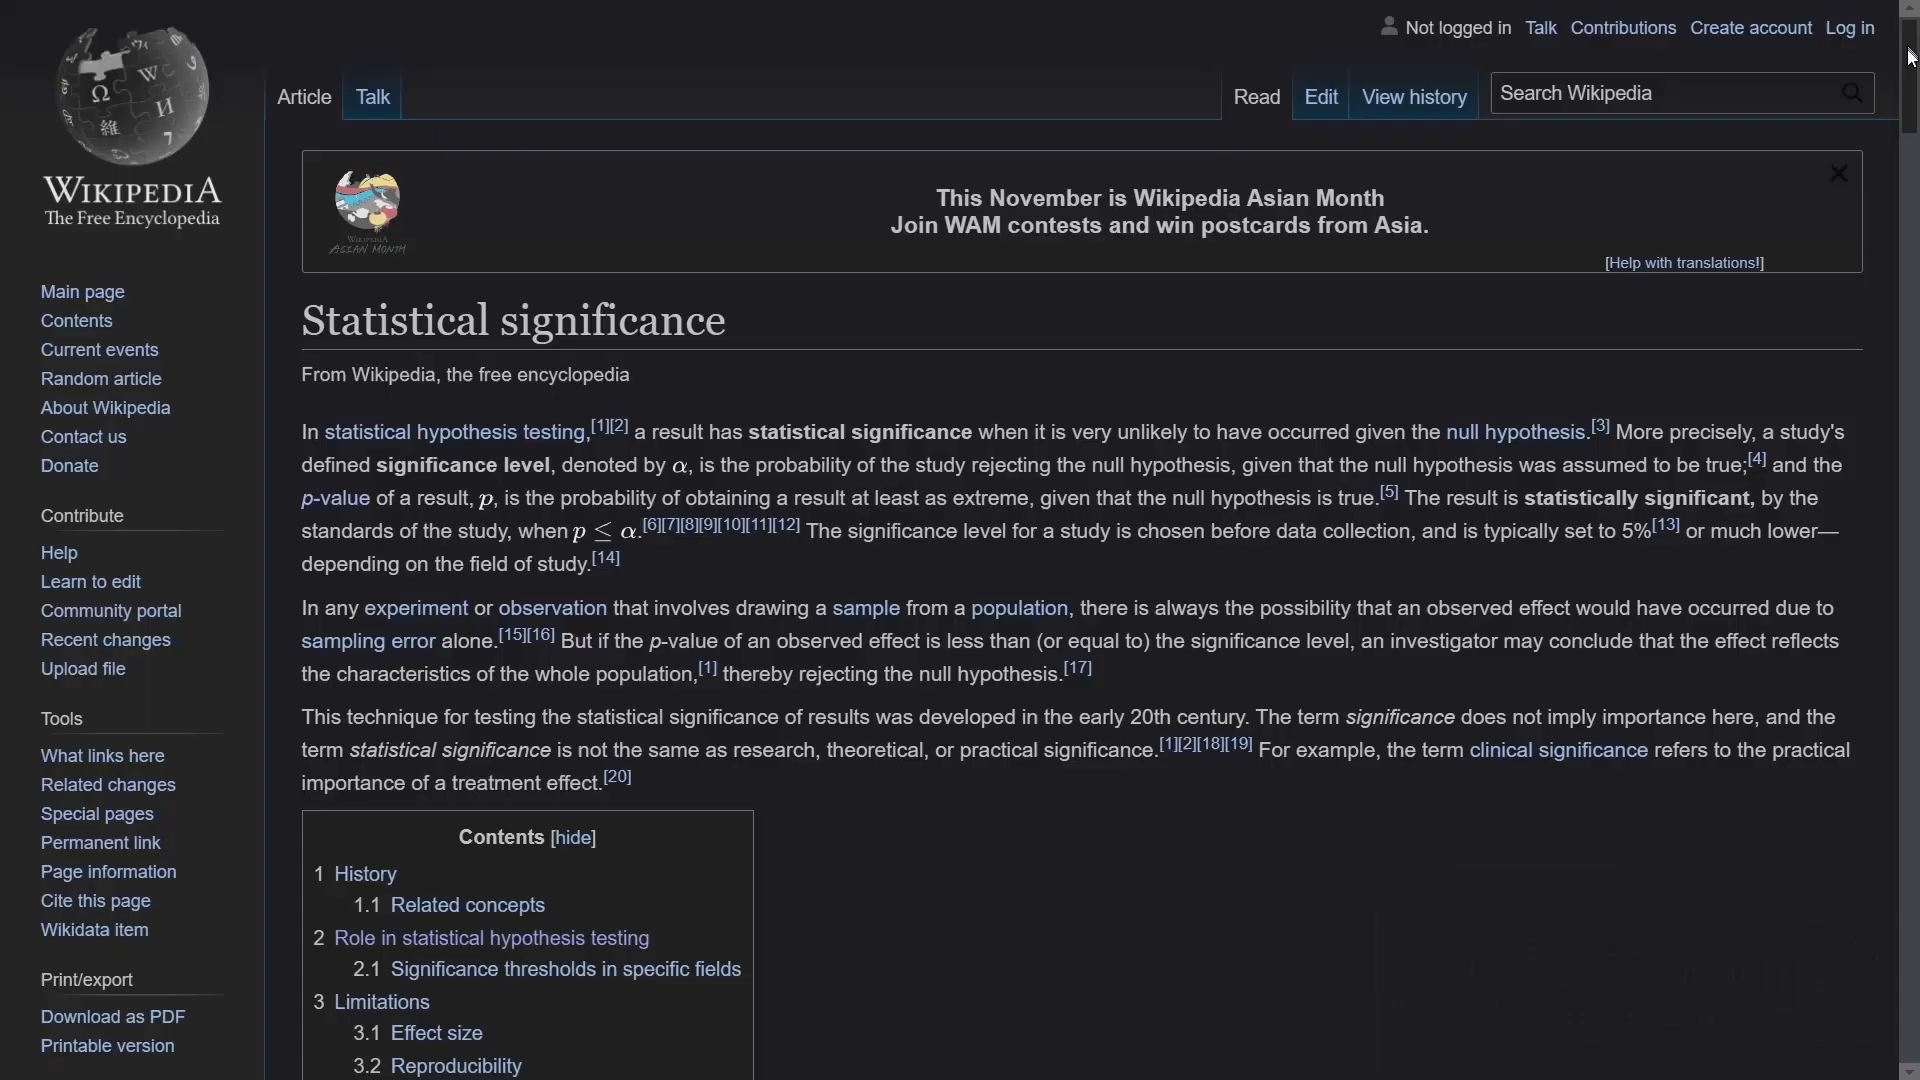 Not logged in Talk Contributions Create account Log in
Article Talk Read Edit View history Search Wikipedia
WIKIPEDIA
The Free Encyclopedia
Main page
Contents
Current events
Random article
About Wikipedia
Contact us
Donate
Contribute
Help
Learn to edit
Community portal
Recent changes
Upload file
Tools
What links here
Related changes
Special pages
Permanent link
Page information
Cite this page
Wikidata item
Print/export
Download as PDF
Printable version
WIKIPEDIA
ASIAN MONTH
This November is Wikipedia Asian Month
Join WAM contests and win postcards from Asia.
[Help with translations!]
Statistical significance
From Wikipedia, the free encyclopedia
In statistical hypothesis testing,[1][2] a result has statistical significance when it is very unlikely to have occurred given the null hypothesis.[3] More precisely, a study's
defined significance level, denoted by α, is the probability of the study rejecting the null hypothesis, given that the null hypothesis was assumed to be true;[4] and the
p-value of a result, p, is the probability of obtaining a result at least as extreme, given that the null hypothesis is true.[5] The result is statistically significant, by the
standards of the study, when p ≤ α.[6][7][8][9][10][11][12] The significance level for a study is chosen before data collection, and is typically set to 5%[13] or much lower—
depending on the field of study.[14]
In any experiment or observation that involves drawing a sample from a population, there is always the possibility that an observed effect would have occurred due to
sampling error alone.[15][16] But if the p-value of an observed effect is less than (or equal to) the significance level, an investigator may conclude that the effect reflects
the characteristics of the whole population,[1] thereby rejecting the null hypothesis.[17]
This technique for testing the statistical significance of results was developed in the early 20th century. The term significance does not imply importance here, and the
term statistical significance is not the same as research, theoretical, or practical significance.[1][2][18][19] For example, the term clinical significance refers to the practical
importance of a treatment effect.[20]
Contents [hide]
1 History
1.1 Related concepts
2 Role in statistical hypothesis testing
2.1 Significance thresholds in specific fields
3 Limitations
3.1 Effect size
3.2 Reproducibility